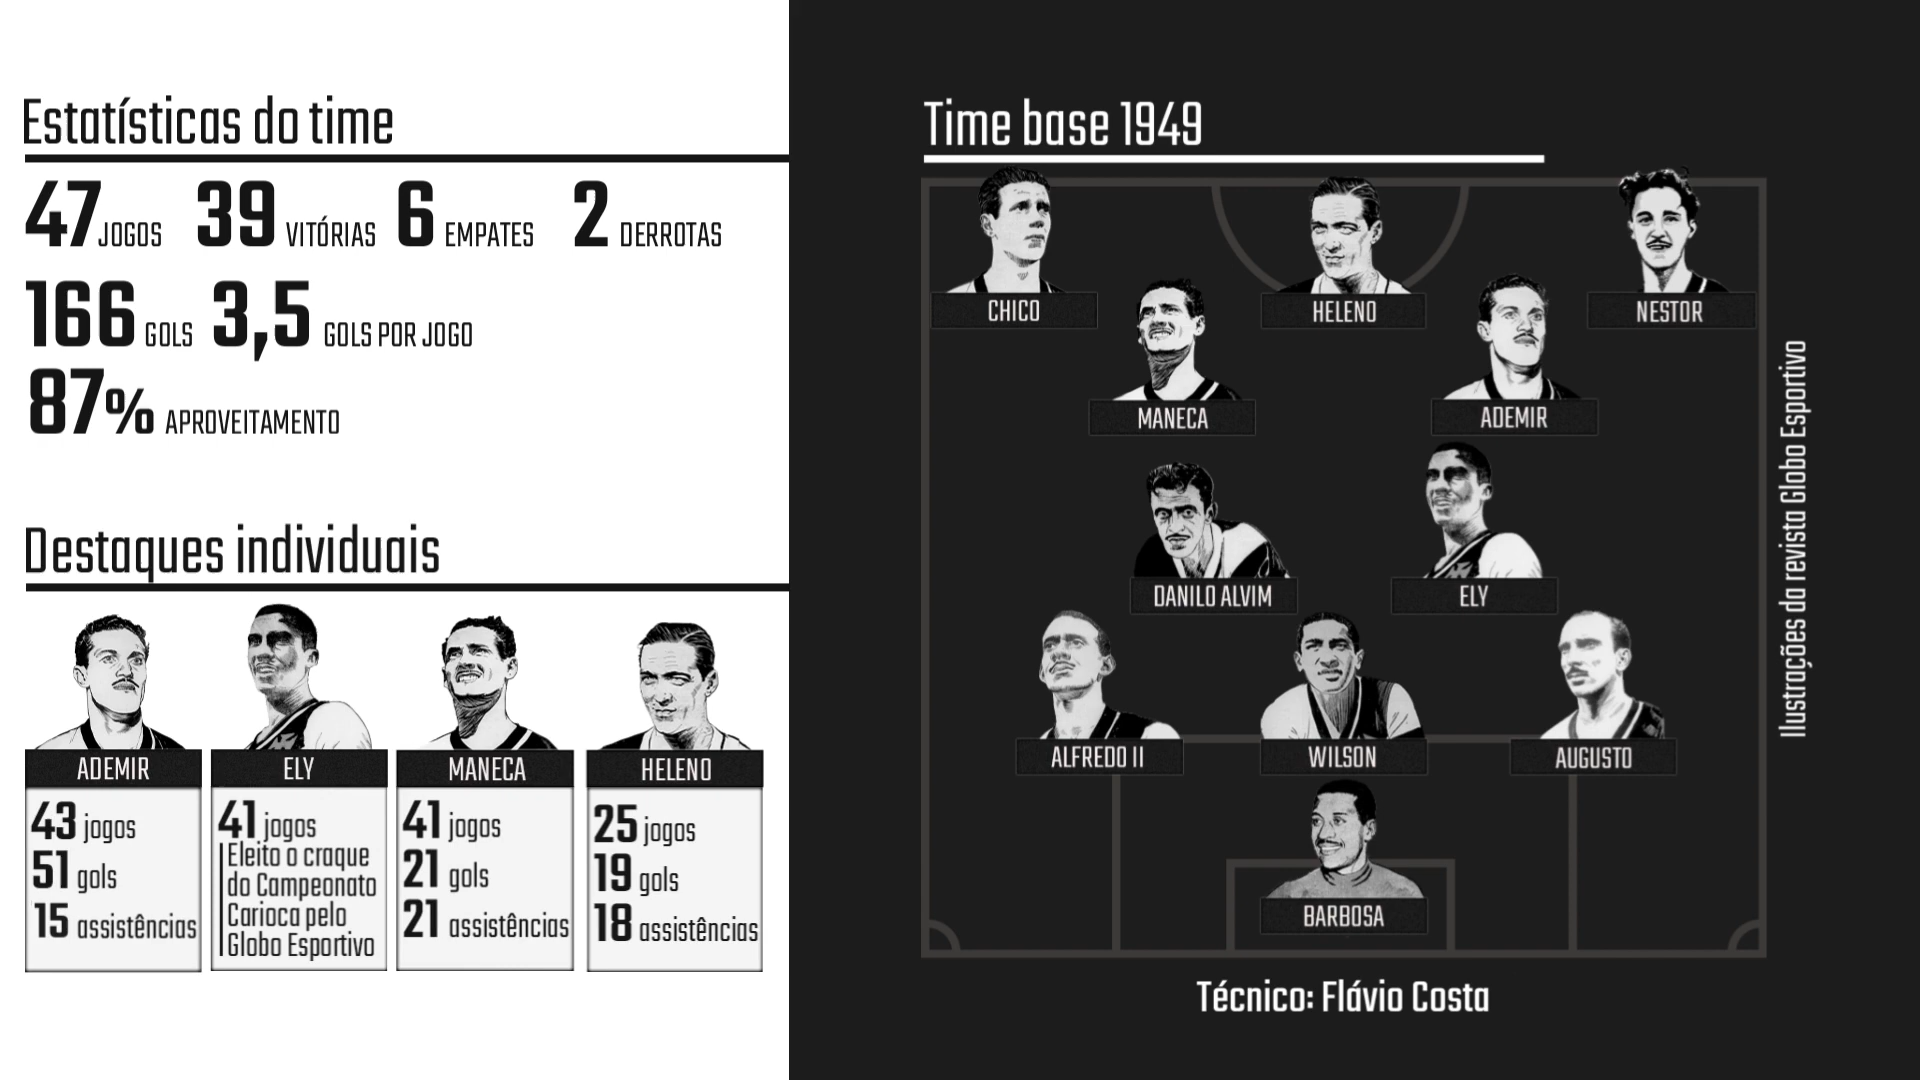 Estatísticas do time
47 JOGOS 39 VITÓRIAS 6 EMPATES 2 DERROTAS
166 GOLS 3,5 GOLS POR JOGO
87% APROVEITAMENTO
Destaques individuais
ADEMIR
43 jogos
51 gols
15 assistências
ELY
41 jogos
Eleito o craque
do Campeonato
Carioca pelo
Globo Esportivo
MANECA
41 jogos
21 gols
21 assistências
HELENO
25 jogos
19 gols
18 assistências
Time base 1949
CHICO
HELENO
NESTOR
MANECA
ADEMIR
DANILO ALVIM
ELY
ALFREDO II
WILSON
AUGUSTO
BARBOSA
Técnico: Flávio Costa
Ilustrações da revista Globo Esportivo